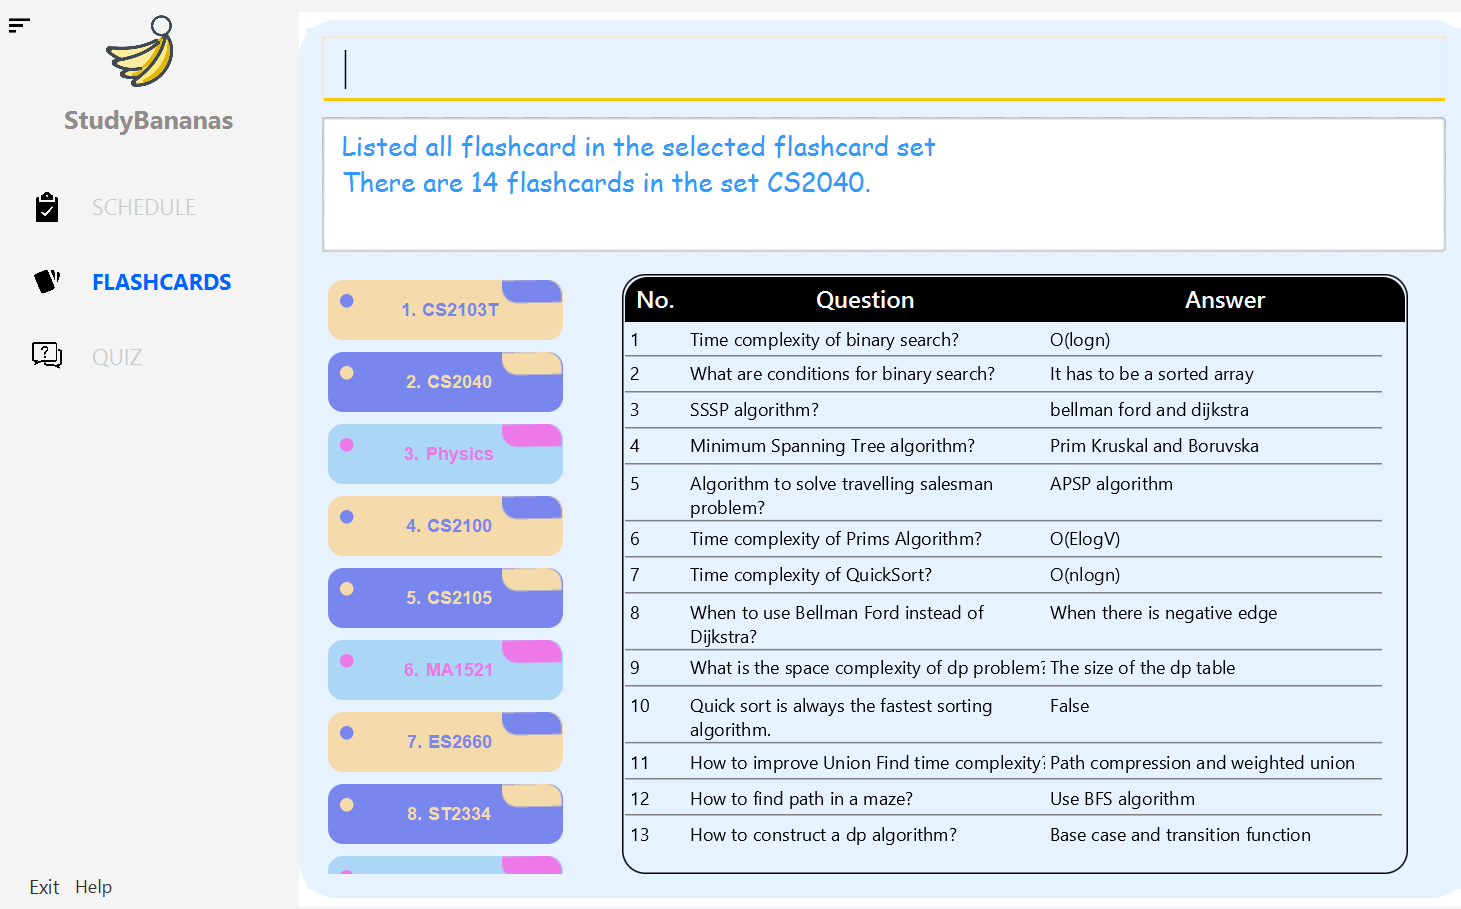 StudyBananas
SCHEDULE
FLASHCARDS
QUIZ
Exit Help
Listed all flashcard in the selected flashcard set
There are 14 flashcards in the set CS2040.
1. CS2103T
2. CS2040
3. Physics
4. CS2100
5. CS2105
6. MA1521
7. ES2660
8. ST2334
No. Question Answer
1 Time complexity of binary search? O(logn)
2 What are conditions for binary search? It has to be a sorted array
3 SSSP algorithm? bellman ford and dijkstra
4 Minimum Spanning Tree algorithm? Prim Kruskal and Boruvska
5 Algorithm to solve travelling salesman APSP algorithm
problem?
6 Time complexity of Prims Algorithm? O(ElogV)
7 Time complexity of QuickSort? O(nlogn)
8 When to use Bellman Ford instead of When there is negative edge
Dijkstra?
9 What is the space complexity of dp problem? The size of the dp table
10 Quick sort is always the fastest sorting False
algorithm.
11 How to improve Union Find time complexity? Path compression and weighted union
12 How to find path in a maze? Use BFS algorithm
13 How to construct a dp algorithm? Base case and transition function